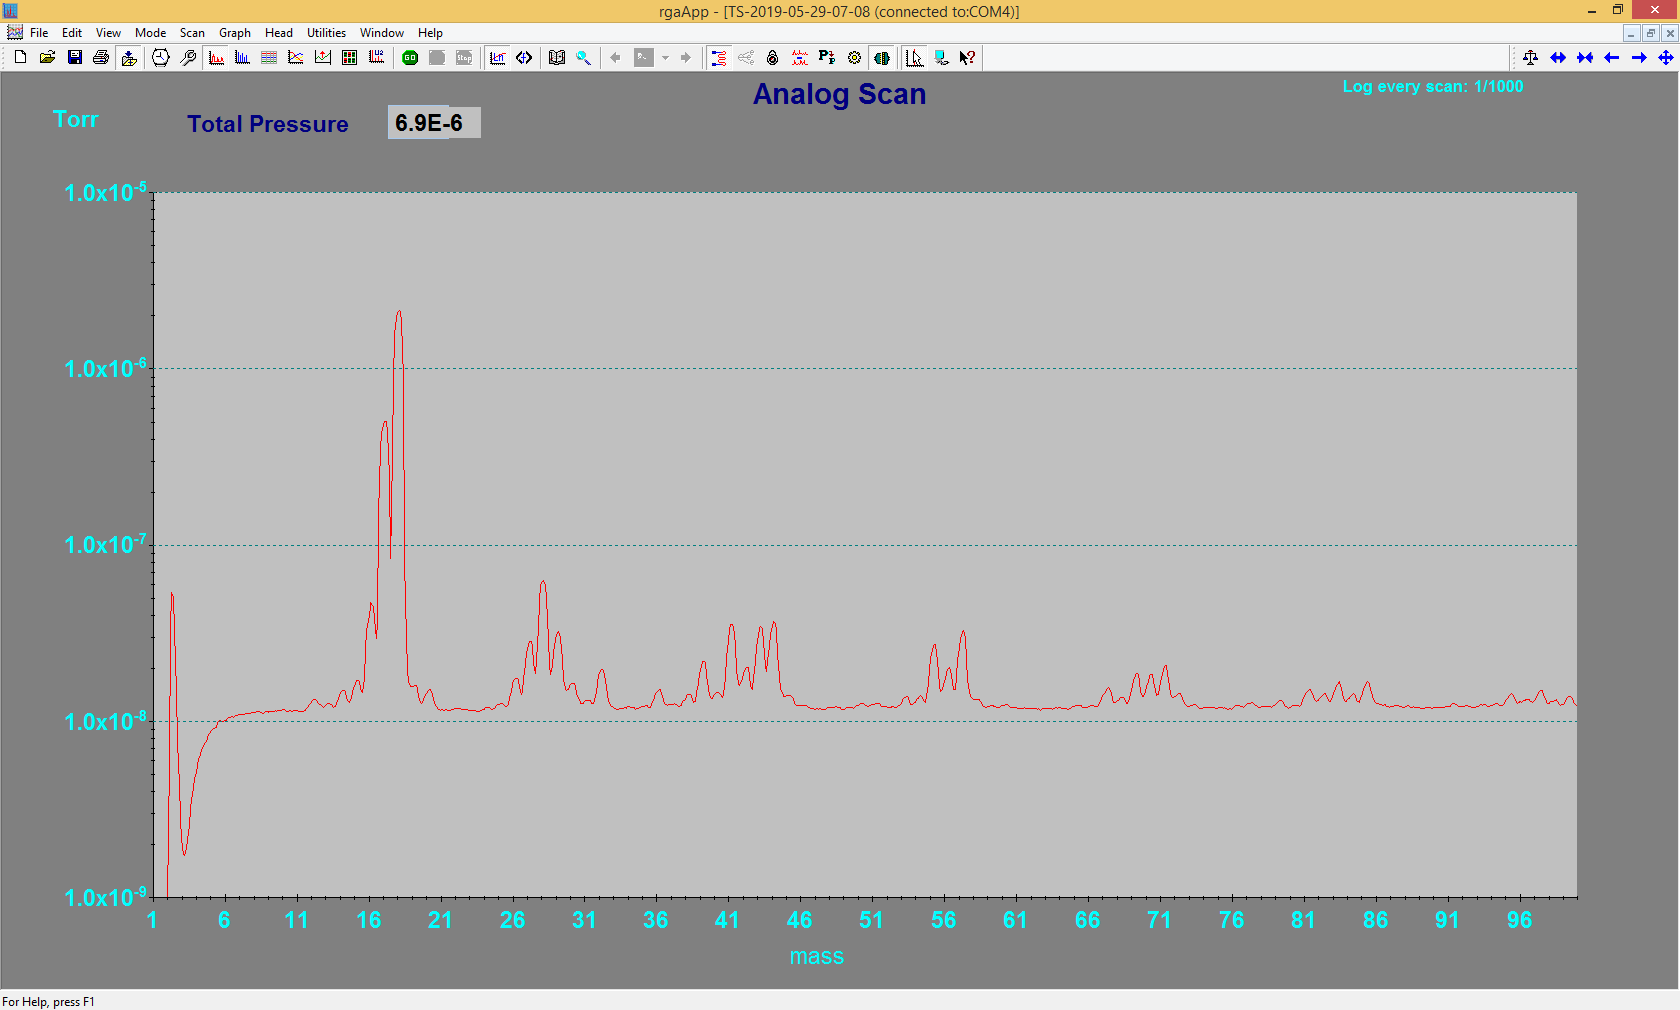 rgaApp - [TS-2019-05-29-07-08 (connected to:COM4)]
File Edit View Mode Scan Graph Head Utilities Window Help
GO Stop
Analog Scan
Log every scan: 1/1000
Torr
Total Pressure 6.9E-6
1.0x10⁻⁵
1.0x10⁻⁶
1.0x10⁻⁷
1.0x10⁻⁸
1.0x10⁻⁹
1 6 11 16 21 26 31 36 41 46 51 56 61 66 71 76 81 86 91 96
mass
For Help, press F1